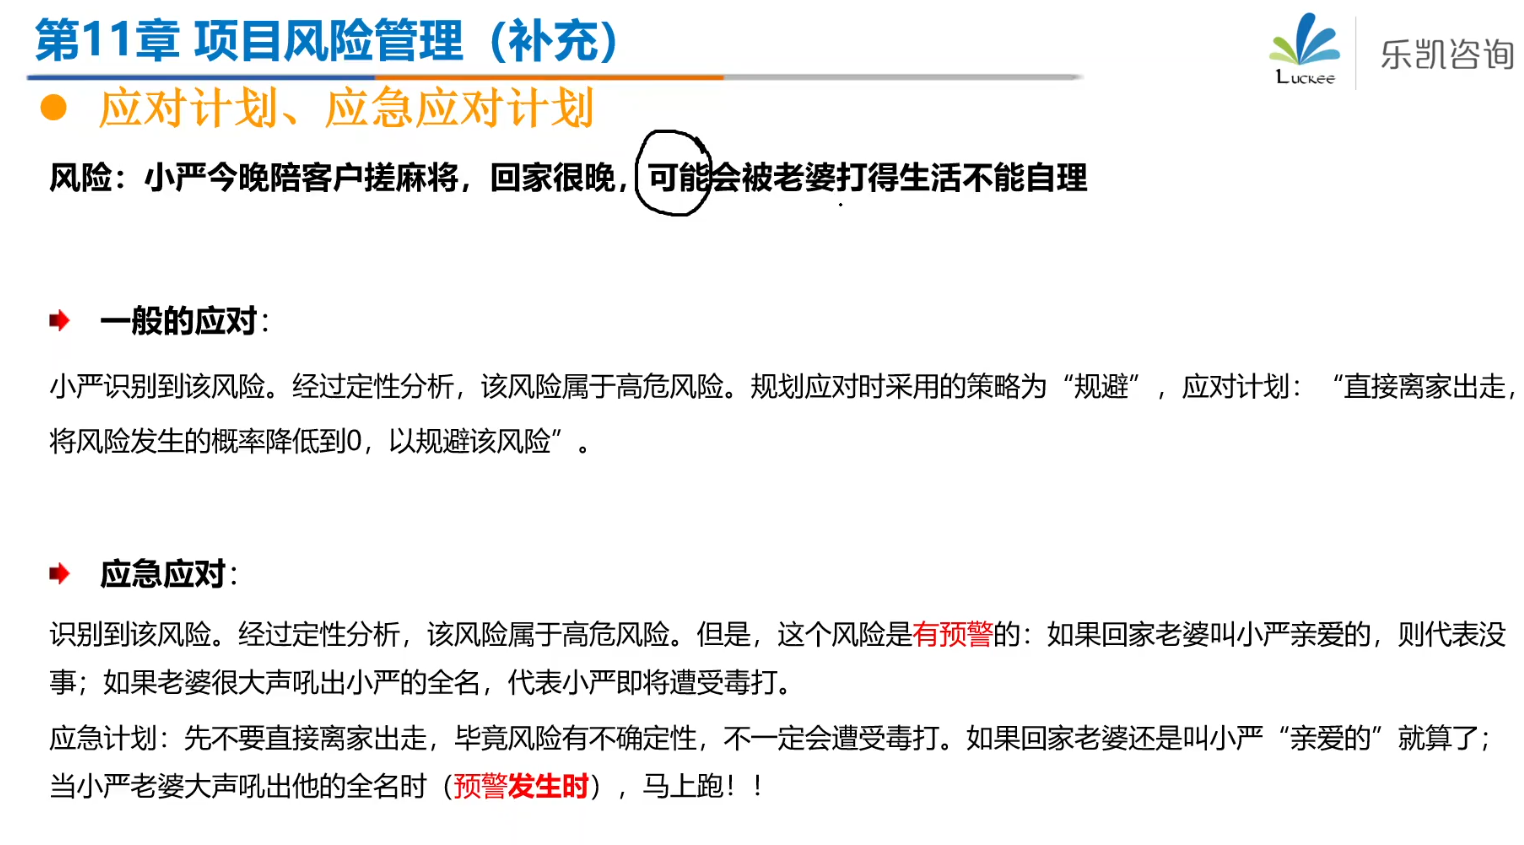 第11章 项目风险管理（补充）
Luckee 乐凯咨询
应对计划、应急应对计划
风险：小严今晚陪客户搓麻将，回家很晚，可能会被老婆打得生活不能自理
一般的应对：
小严识别到该风险。经过定性分析，该风险属于高危风险。规划应对时采用的策略为“规避”，应对计划：“直接离家出走，
将风险发生的概率降低到0，以规避该风险”。
应急应对：
识别到该风险。经过定性分析，该风险属于高危风险。但是，这个风险是有预警的：如果回家老婆叫小严亲爱的，则代表没
事；如果老婆很大声吼出小严的全名，代表小严即将遭受毒打。
应急计划：先不要直接离家出走，毕竟风险有不确定性，不一定会遭受毒打。如果回家老婆还是叫小严“亲爱的”就算了；
当小严老婆大声吼出他的全名时（预警发生时），马上跑！！